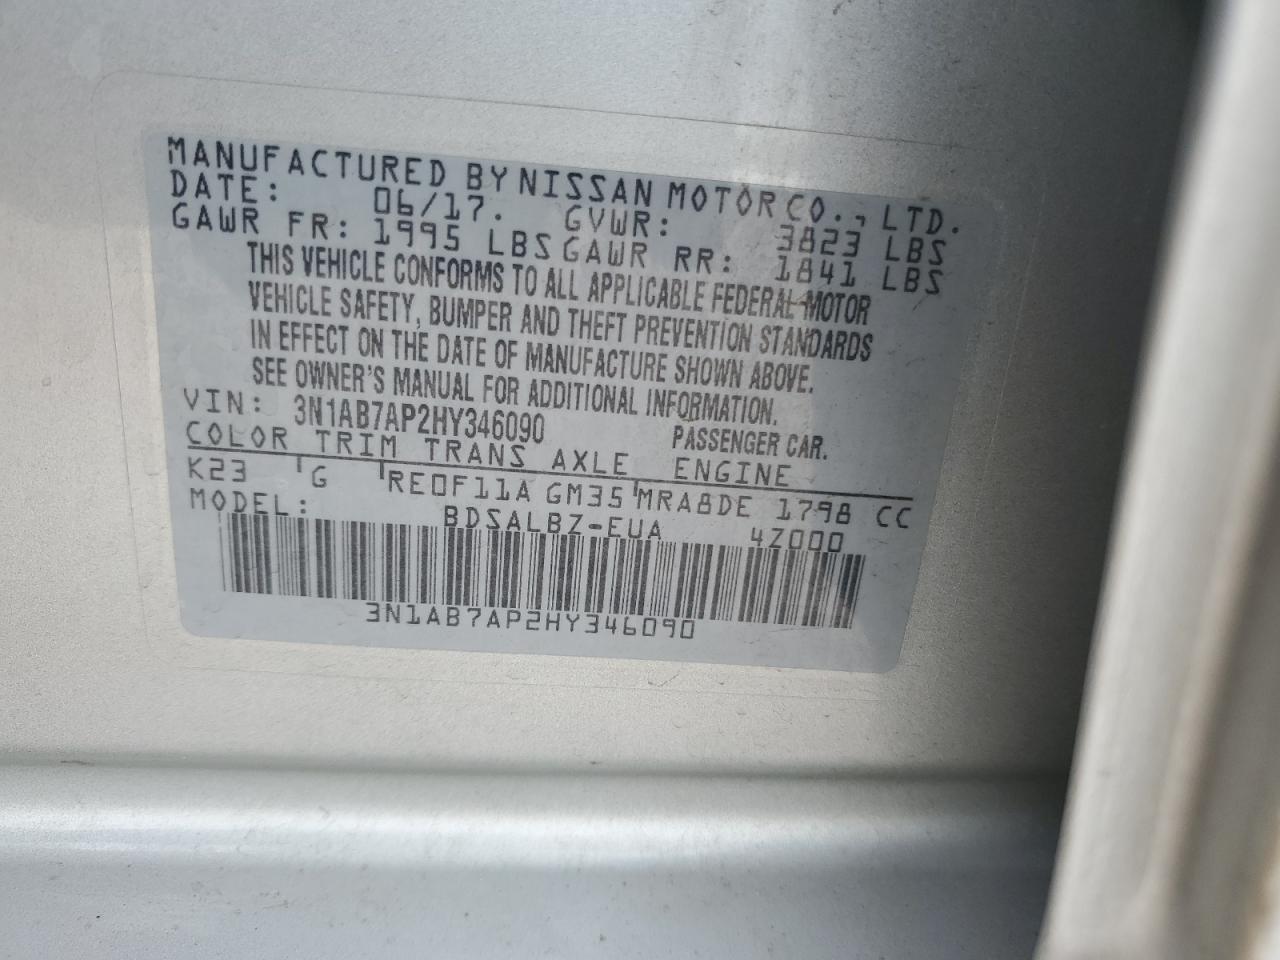 MANUFACTURED BY NISSAN MOTOR CO., LTD.
DATE: 06/17. GVWR: 3823 LBS
GAWR FR: 1995 LBS GAWR RR: 1841 LBS
THIS VEHICLE CONFORMS TO ALL APPLICABLE FEDERAL MOTOR
VEHICLE SAFETY, BUMPER AND THEFT PREVENTION STANDARDS
IN EFFECT ON THE DATE OF MANUFACTURE SHOWN ABOVE.
SEE OWNER'S MANUAL FOR ADDITIONAL INFORMATION.
VIN: 3N1AB7AP2HY346090 PASSENGER CAR.
COLOR TRIM TRANS AXLE ENGINE
K23 G RE0F11A GM35 MRA8DE 1798 CC
MODEL: BDSALBZ-EUA 4Z000
3N1AB7AP2HY346090